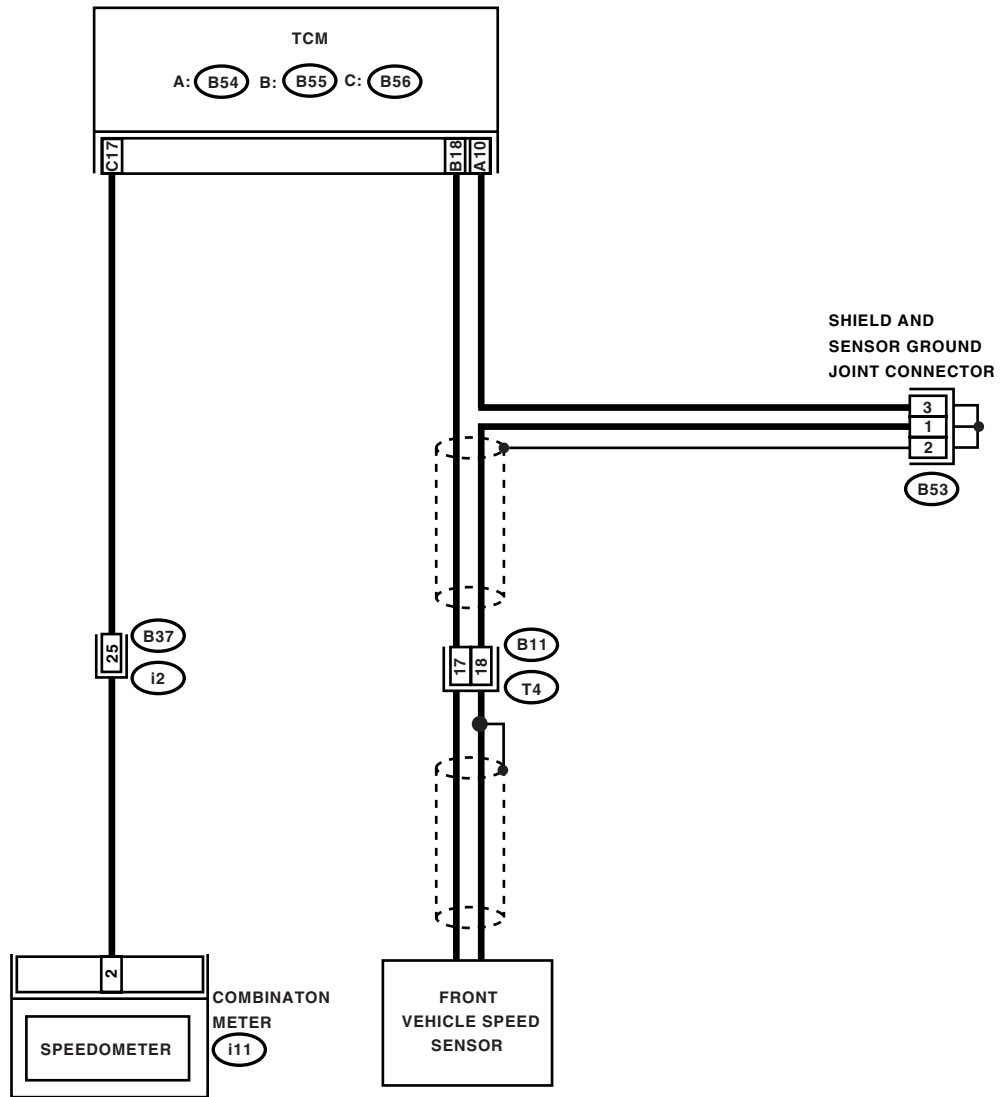 TCM
A: B54 B: B55 C: B56
C17
B18
A10
SHIELD AND
SENSOR GROUND
JOINT CONNECTOR
3
1
2
B53
25
B37
i2
17
18
B11
T4
2
COMBINATON
METER
i11
SPEEDOMETER
FRONT
VEHICLE SPEED
SENSOR